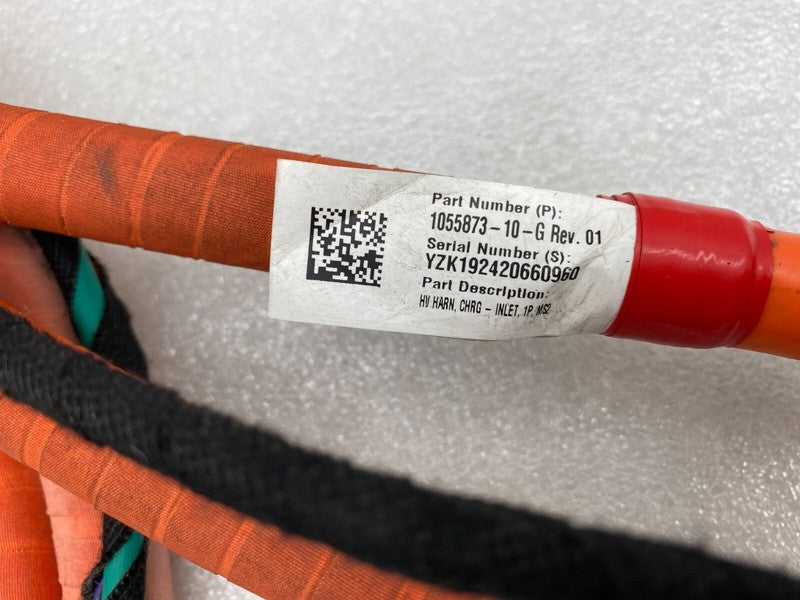 Part Number (P):
1055873-10-G Rev. 01
Serial Number (S):
YZK192420660960
Part Description:
HV HARN, CHRG - INLET, 1P, MS2